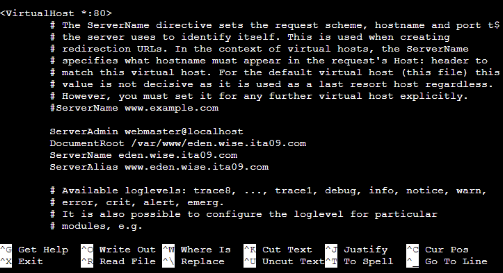 <VirtualHost *:80>
# The ServerName directive sets the request scheme, hostname and port t$
# the server uses to identify itself. This is used when creating
# redirection URLs. In the context of virtual hosts, the ServerName
# specifies what hostname must appear in the request's Host: header to
# match this virtual host. For the default virtual host (this file) this
# value is not decisive as it is used as a last resort host regardless.
# However, you must set it for any further virtual host explicitly.
#ServerName www.example.com
ServerAdmin webmaster@localhost
DocumentRoot /var/www/eden.wise.ita09.com
ServerName eden.wise.ita09.com
ServerAlias www.eden.wise.ita09.com
# Available loglevels: trace8, ..., trace1, debug, info, notice, warn,
# error, crit, alert, emerg.
# It is also possible to configure the loglevel for particular
# modules, e.g.
^G Get Help ^O Write Out ^W Where Is ^K Cut Text ^J Justify ^C Cur Pos
^X Exit ^R Read File ^\ Replace ^U Uncut Text ^T To Spell ^_ Go To Line